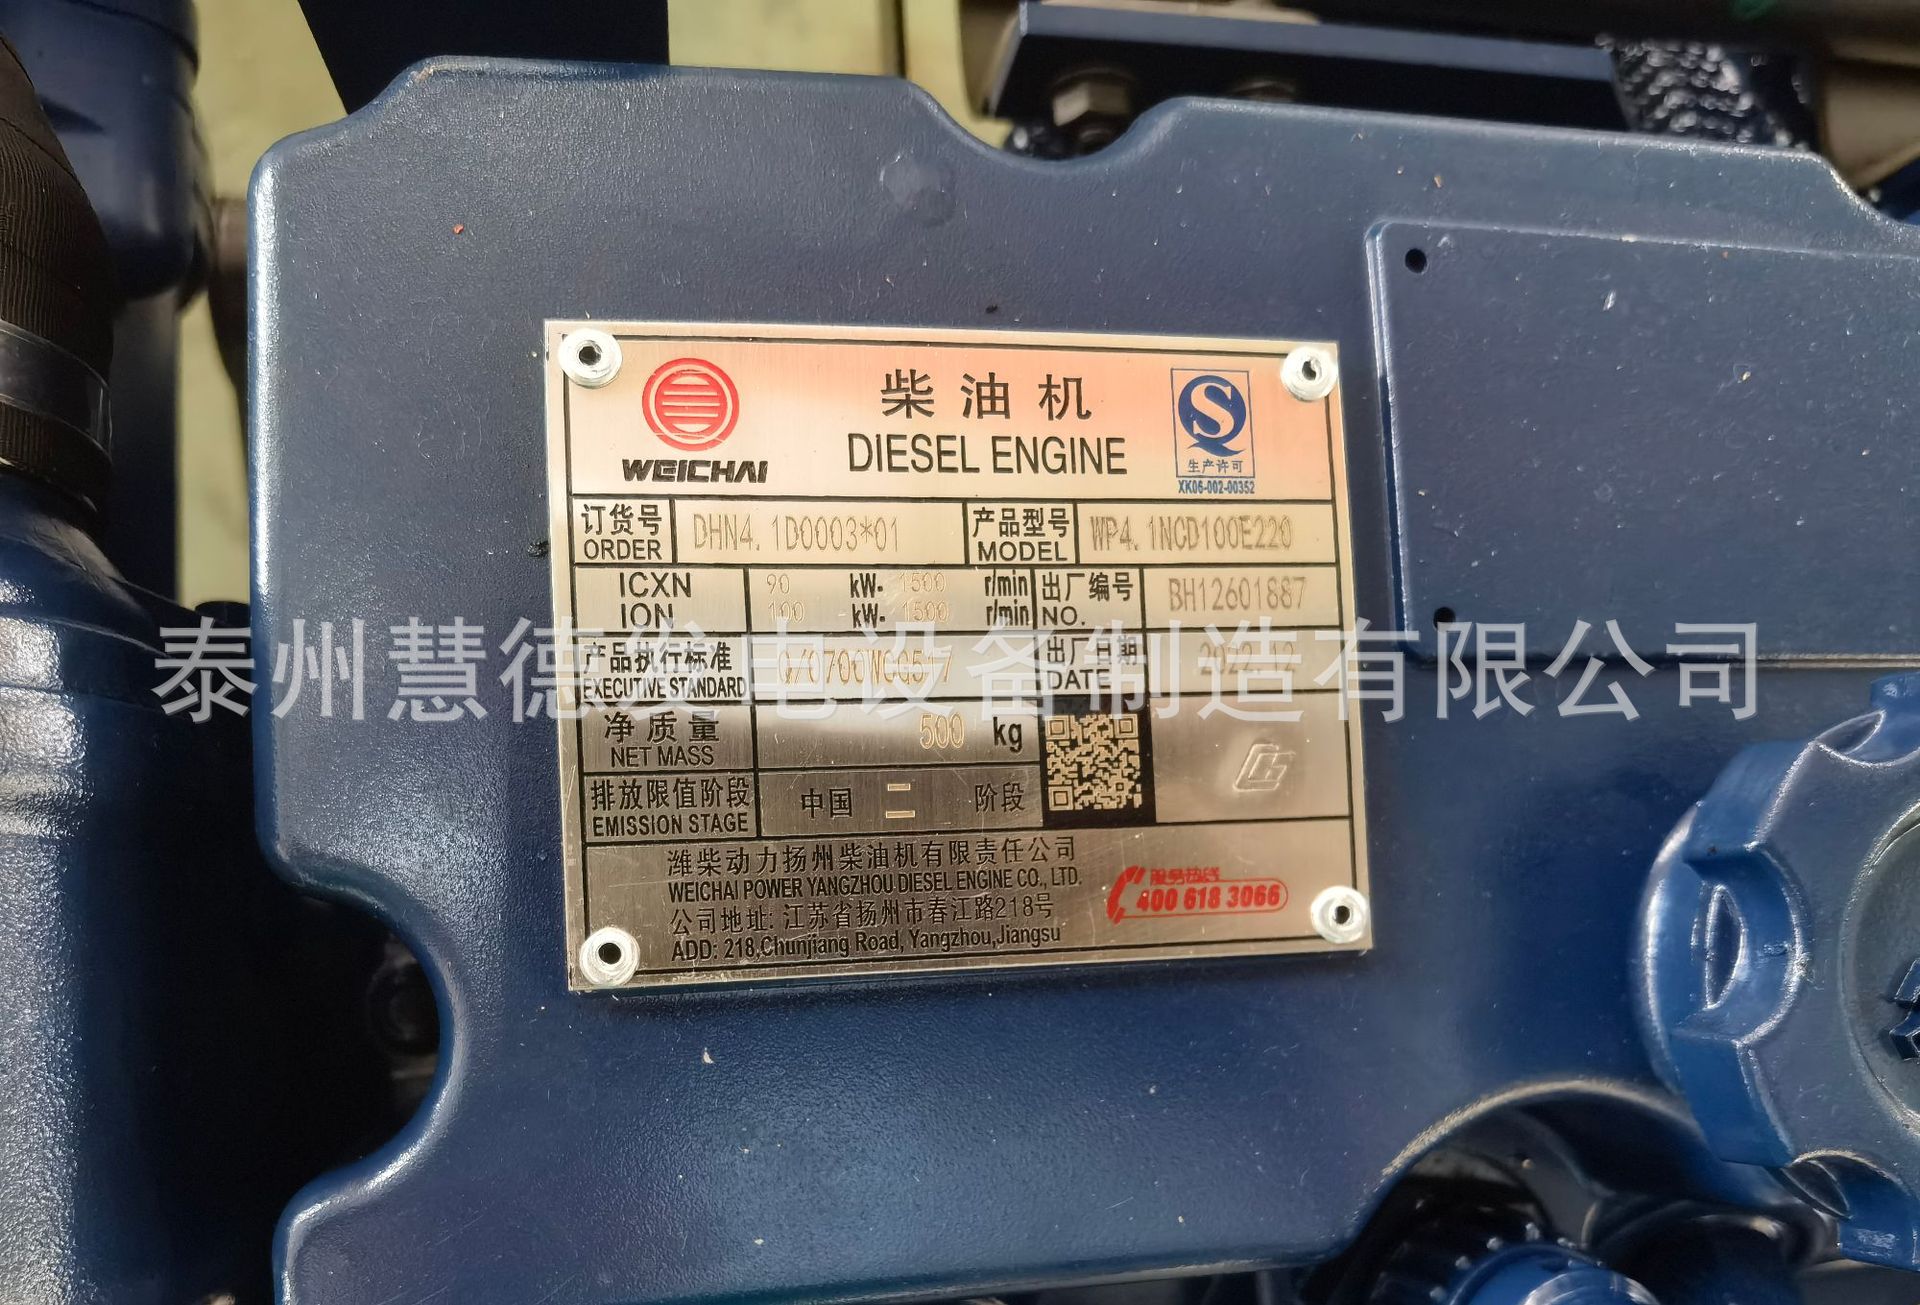 WEICHAI
柴油机
DIESEL ENGINE
生产许可
XK06-002-00352
订货号 DHN4.1D0003*01 产品型号 WP4.1NCD100E220
ORDER MODEL
ICXN 90 kW- 1500 r/min 出厂编号 BH12601887
ION 100 kW- 1500 r/min NO.
产品执行标准 出厂日期 2022.12
EXECUTIVE STANDARD DATE
净质量 500 kg
NET MASS
排放限值阶段 中国 二 阶段
EMISSION STAGE
潍柴动力扬州柴油机有限责任公司
WEICHAI POWER YANGZHOU DIESEL ENGINE CO., LTD.
公司地址: 江苏省扬州市春江路218号
ADD: 218,Chunjiang Road, Yangzhou,Jiangsu
服务热线
400 618 3066
泰州慧德发电设备制造有限公司